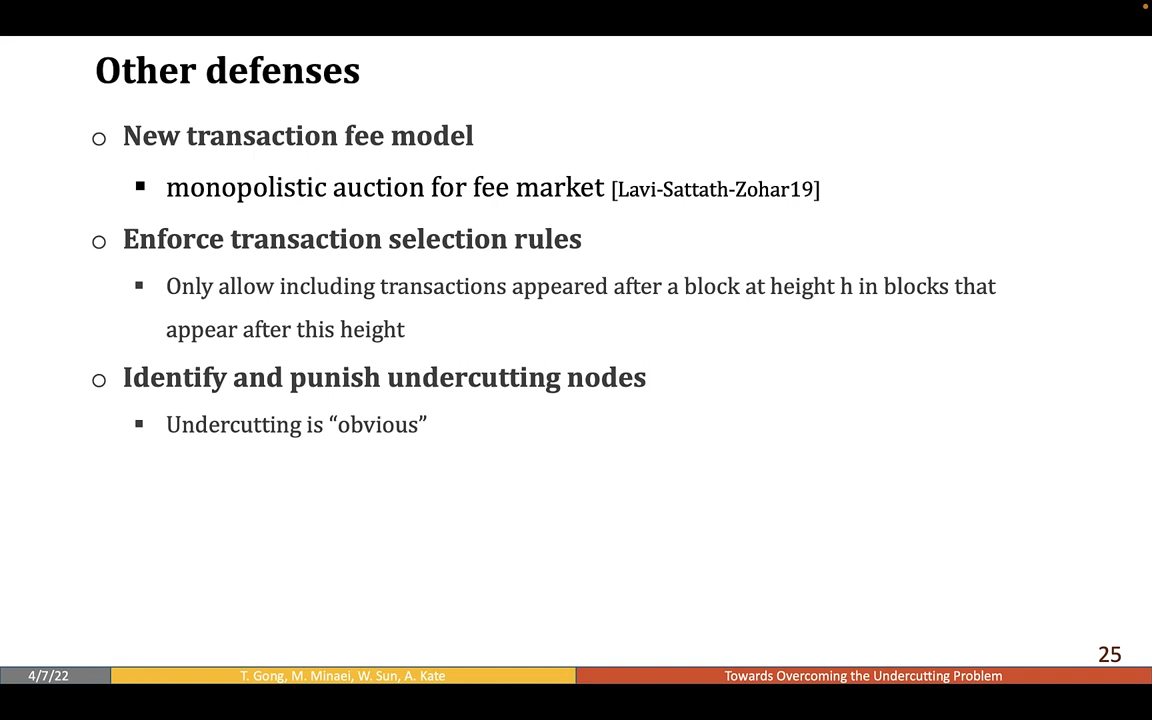 Other defenses
New transaction fee model
monopolistic auction for fee market [Lavi-Sattath-Zohar19]
Enforce transaction selection rules
Only allow including transactions appeared after a block at height h in blocks that
appear after this height
Identify and punish undercutting nodes
Undercutting is “obvious”
25
4/7/22
T. Gong, M. Minaei, W. Sun, A. Kate
Towards Overcoming the Undercutting Problem